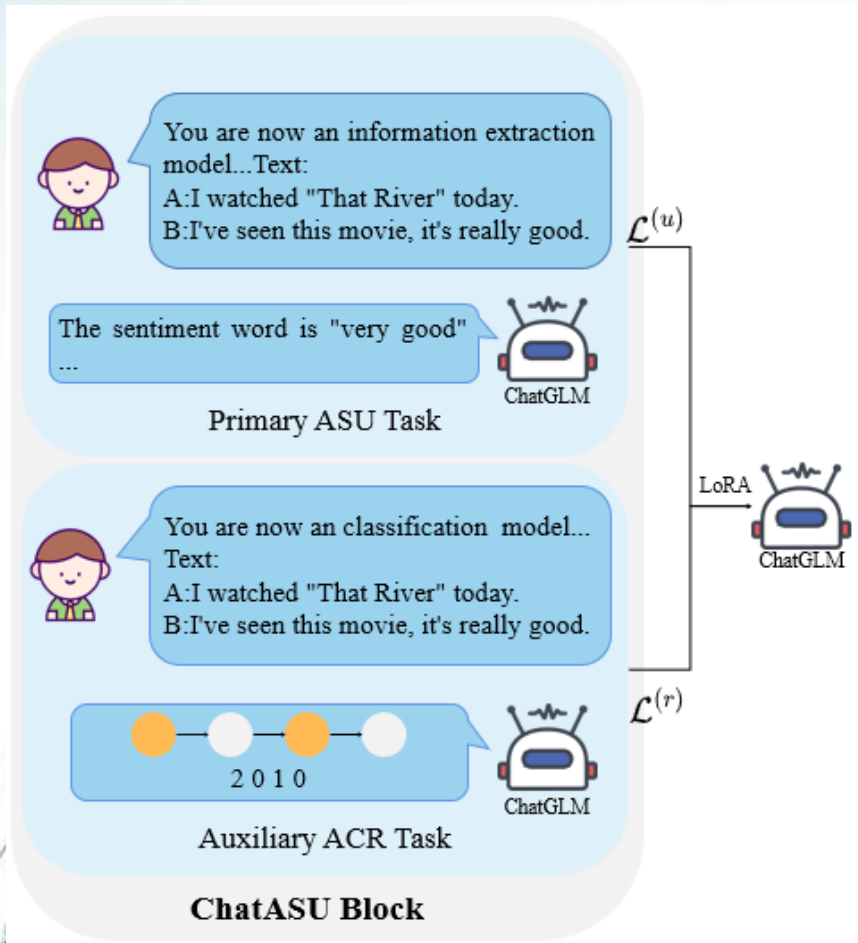 You are now an information extraction
model...Text:
A:I watched "That River" today.
B:I've seen this movie, it's really good.
ℒ^(u)
The sentiment word is "very good"
...
ChatGLM
Primary ASU Task
LoRA
ChatGLM
You are now an classification model...
Text:
A:I watched "That River" today.
B:I've seen this movie, it's really good.
ℒ^(r)
2 0 1 0
ChatGLM
Auxiliary ACR Task
ChatASU Block